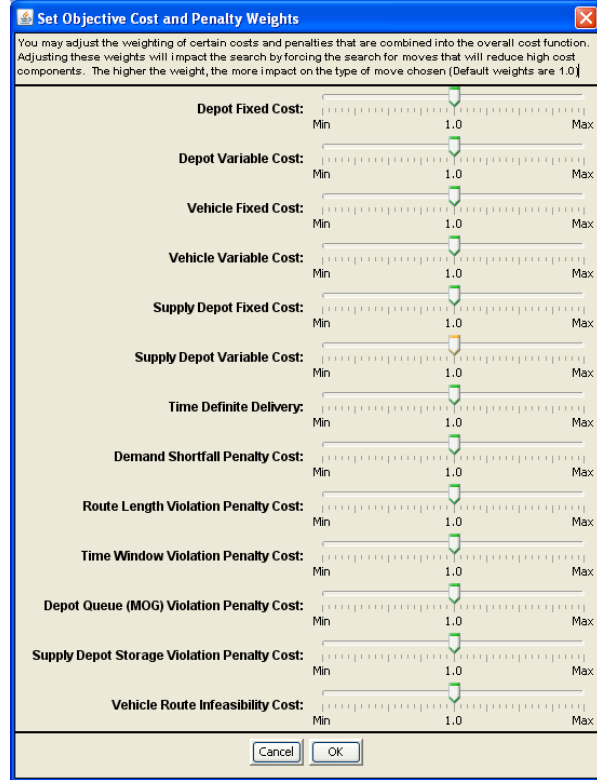 Set Objective Cost and Penalty Weights
You may adjust the weighting of certain costs and penalties that are combined into the overall cost function.
Adjusting these weights will impact the search by forcing the search for moves that will reduce high cost
components. The higher the weight, the more impact on the type of move chosen (Default weights are 1.0)
Depot Fixed Cost:
Min 1.0 Max
Depot Variable Cost:
Min 1.0 Max
Vehicle Fixed Cost:
Min 1.0 Max
Vehicle Variable Cost:
Min 1.0 Max
Supply Depot Fixed Cost:
Min 1.0 Max
Supply Depot Variable Cost:
Min 1.0 Max
Time Definite Delivery:
Min 1.0 Max
Demand Shortfall Penalty Cost:
Min 1.0 Max
Route Length Violation Penalty Cost:
Min 1.0 Max
Time Window Violation Penalty Cost:
Min 1.0 Max
Depot Queue (MOG) Violation Penalty Cost:
Min 1.0 Max
Supply Depot Storage Violation Penalty Cost:
Min 1.0 Max
Vehicle Route Infeasibility Cost:
Min 1.0 Max
Cancel OK